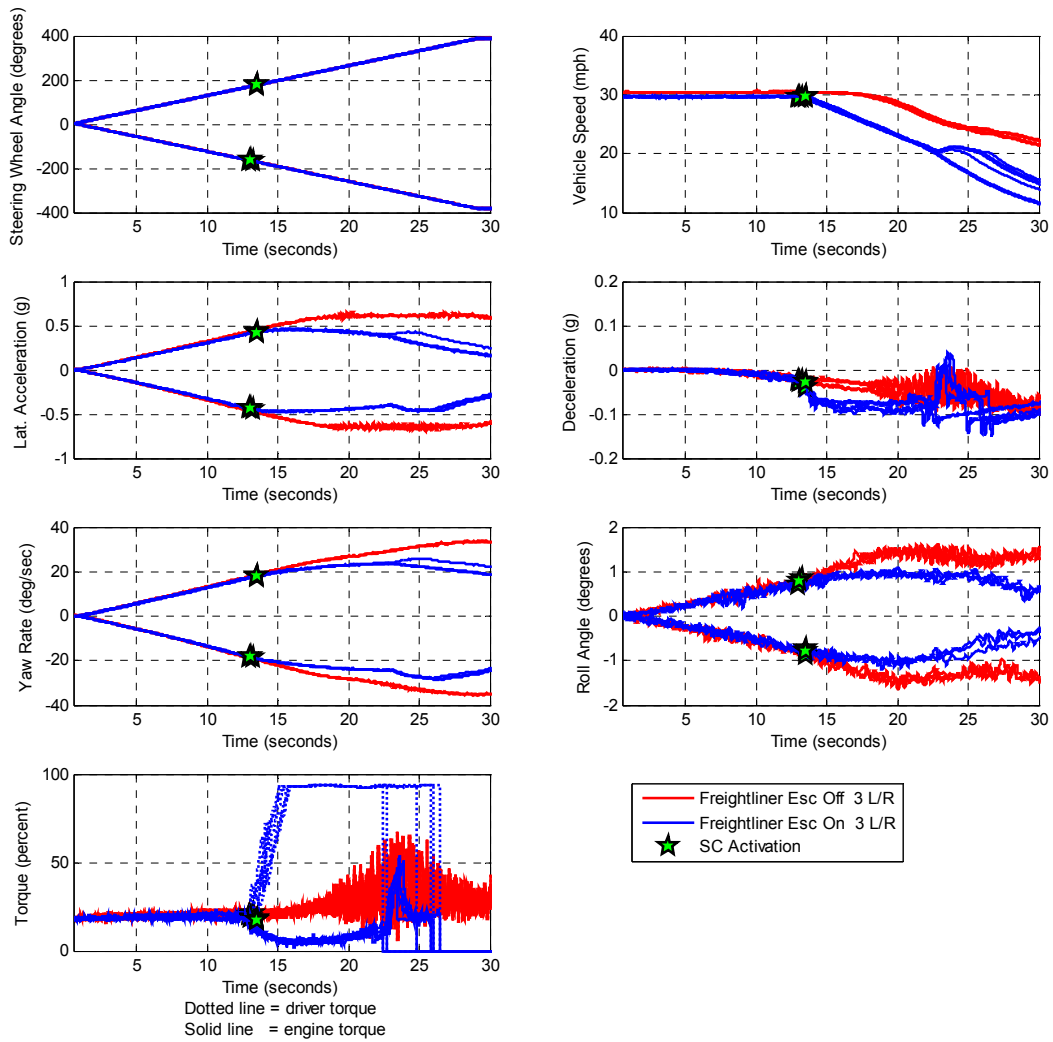 Steering Wheel Angle (degrees)
400
200
0
-200
-400
5 10 15 20 25 30
Time (seconds)
Vehicle Speed (mph)
40
30
20
10
5 10 15 20 25 30
Time (seconds)
Lat. Acceleration (g)
1
0.5
0
-0.5
-1
5 10 15 20 25 30
Time (seconds)
Deceleration (g)
0.2
0.1
0
-0.1
-0.2
5 10 15 20 25 30
Time (seconds)
Yaw Rate (deg/sec)
40
20
0
-20
-40
5 10 15 20 25 30
Time (seconds)
Roll Angle (degrees)
2
1
0
-1
-2
5 10 15 20 25 30
Time (seconds)
Torque (percent)
100
50
0
5 10 15 20 25 30
Time (seconds)
Dotted line = driver torque
Solid line = engine torque
Freightliner Esc Off 3 L/R
Freightliner Esc On 3 L/R
SC Activation